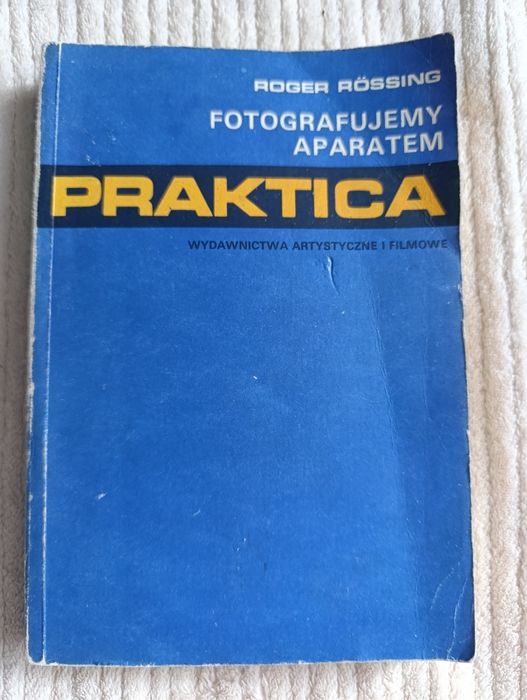 ROGER RÖSSING
FOTOGRAFUJEMY
APARATEM
PRAKTICA
WYDAWNICTWA ARTYSTYCZNE I FILMOWE